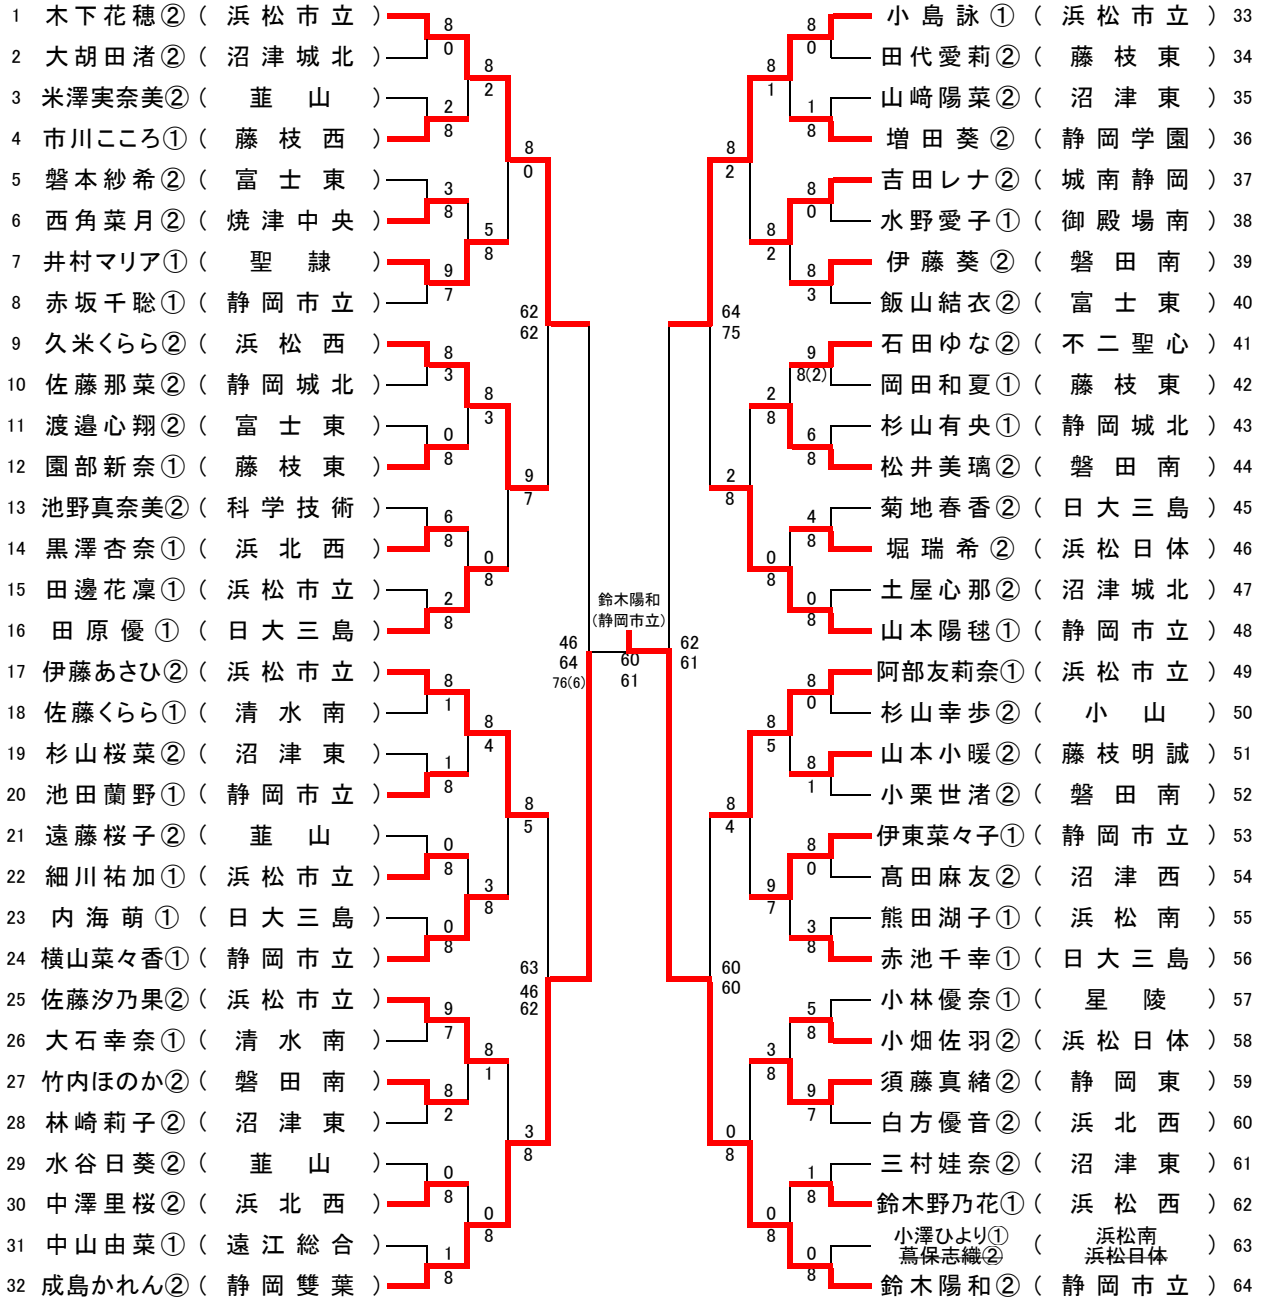 1 木下花穂② ( 浜松市立 )
2 大胡田渚② ( 沼津城北 )
3 米澤実奈美② ( 韮山 )
4 市川こころ① ( 藤枝西 )
5 磐本紗希② ( 富士東 )
6 西角菜月② ( 焼津中央 )
7 井村マリア① ( 聖隷 )
8 赤坂千聡① ( 静岡市立 )
9 久米くらら② ( 浜松西 )
10 佐藤那菜② ( 静岡城北 )
11 渡邉心翔② ( 富士東 )
12 園部新奈① ( 藤枝東 )
13 池野真奈美② ( 科学技術 )
14 黒澤杏奈① ( 浜北西 )
15 田邊花凜① ( 浜松市立 )
16 田原優① ( 日大三島 )
17 伊藤あさひ② ( 浜松市立 )
18 佐藤くらら① ( 清水南 )
19 杉山桜菜② ( 沼津東 )
20 池田蘭野① ( 静岡市立 )
21 遠藤桜子② ( 韮山 )
22 細川祐加① ( 浜松市立 )
23 内海萌① ( 日大三島 )
24 横山菜々香① ( 静岡市立 )
25 佐藤汐乃果② ( 浜松市立 )
26 大石幸奈① ( 清水南 )
27 竹内ほのか② ( 磐田南 )
28 林崎莉子② ( 沼津東 )
29 水谷日葵② ( 韮山 )
30 中澤里桜② ( 浜北西 )
31 中山由菜① ( 遠江総合 )
32 成島かれん② ( 静岡雙葉 )
8
0
2
8
3
8
9
7
8
3
0
8
6
8
2
8
8
1
1
8
0
8
0
8
9
7
8
2
0
8
1
8
8
2
5
8
8
3
0
8
8
4
3
8
8
1
0
8
8
0
9
7
8
5
3
8
62
62
63
46
62
46
64
76(6)
鈴木陽和
(静岡市立)
60
61
62
61
64
75
60
60
8
2
2
8
8
4
0
8
8
1
8
2
2
8
0
8
8
5
9
7
3
8
0
8
8
0
1
8
8
0
8
3
9
8(2)
6
8
4
8
0
8
8
0
8
1
8
0
3
8
5
8
9
7
1
8
0
8
小島詠① ( 浜松市立 ) 33
田代愛莉② ( 藤枝東 ) 34
山﨑陽菜② ( 沼津東 ) 35
増田葵② ( 静岡学園 ) 36
吉田レナ② ( 城南静岡 ) 37
水野愛子① ( 御殿場南 ) 38
伊藤葵② ( 磐田南 ) 39
飯山結衣② ( 富士東 ) 40
石田ゆな② ( 不二聖心 ) 41
岡田和夏① ( 藤枝東 ) 42
杉山有央① ( 静岡城北 ) 43
松井美璃② ( 磐田南 ) 44
菊地春香② ( 日大三島 ) 45
堀瑞希② ( 浜松日体 ) 46
土屋心那② ( 沼津城北 ) 47
山本陽毬① ( 静岡市立 ) 48
阿部友莉奈① ( 浜松市立 ) 49
杉山幸歩② ( 小山 ) 50
山本小暖② ( 藤枝明誠 ) 51
小栗世渚② ( 磐田南 ) 52
伊東菜々子① ( 静岡市立 ) 53
髙田麻友② ( 沼津西 ) 54
熊田湖子① ( 浜松南 ) 55
赤池千幸① ( 日大三島 ) 56
小林優奈① ( 星陵 ) 57
小畑佐羽② ( 浜松日体 ) 58
須藤真緒② ( 静岡東 ) 59
白方優音② ( 浜北西 ) 60
三村娃奈② ( 沼津東 ) 61
鈴木野乃花① ( 浜松西 ) 62
小澤ひより① 浜松南
( ) 63
蔦保志織② 浜松日体
鈴木陽和② ( 静岡市立 ) 64